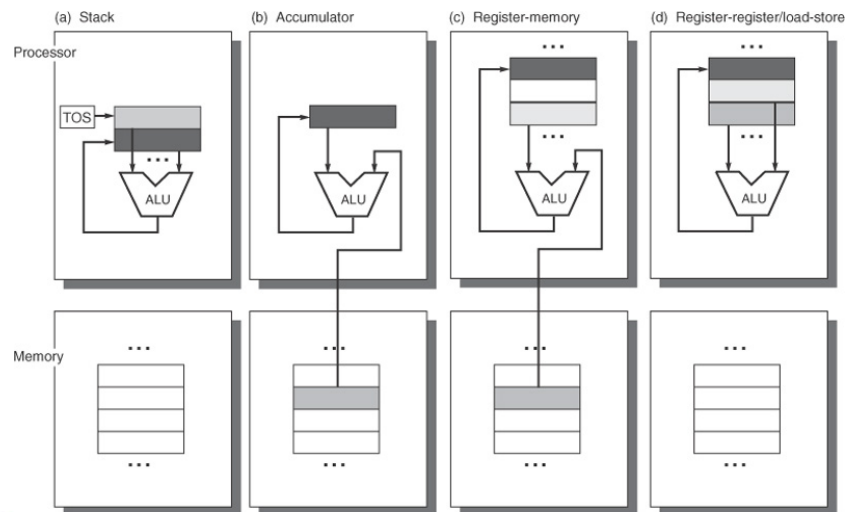 (a) Stack
(b) Accumulator
(c) Register-memory
(d) Register-register/load-store
Processor
TOS
...
ALU
ALU
...
...
ALU
...
...
ALU
Memory
...
...
...
...
...
...
...
...